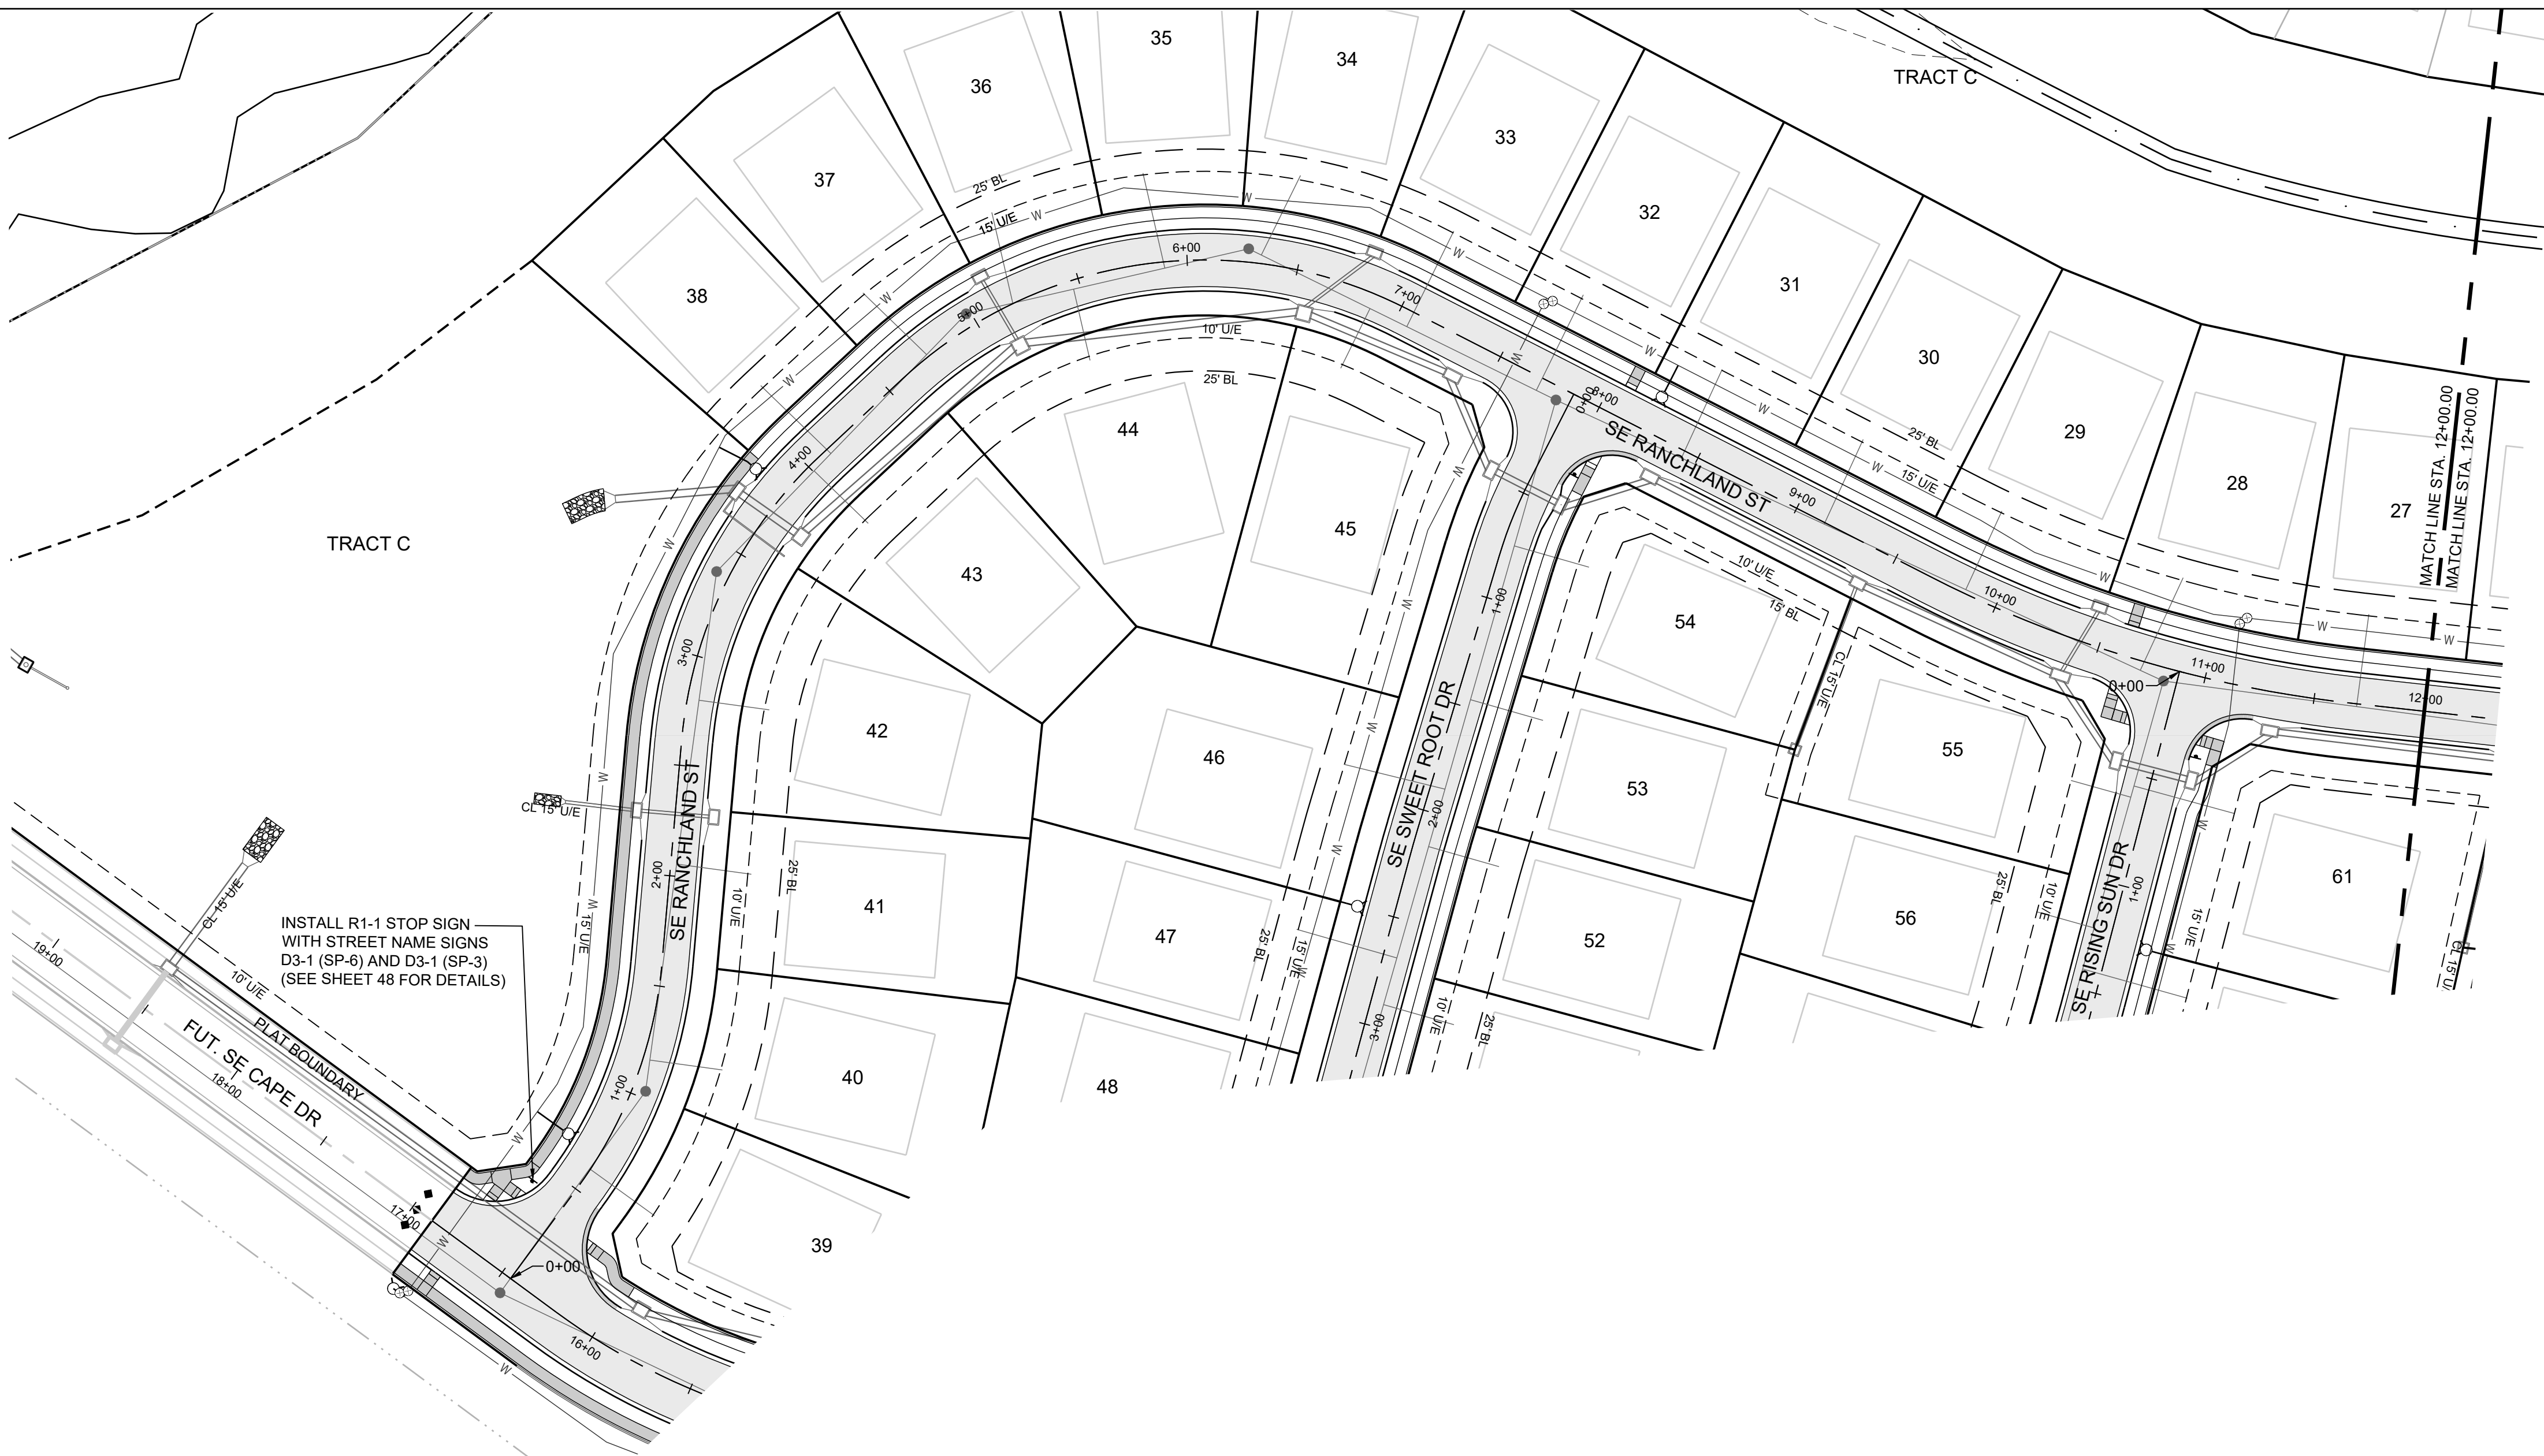 TRACT C
35
34
36
33
37
32
31
38
30
29
28
27
25' BL
15' U/E
W
W
6+00
W
7+00
5+00
10' U/E
25' BL
W
W
W
W
W
0+00
8+00
SE RANCHLAND ST
9+00
25' BL
15' U/E
W
W
MATCH LINE STA. 12+00.00
MATCH LINE STA. 12+00.00
44
45
43
4+00
W
W
TRACT C
W
3+00
1+00
10' U/E
15' BL
10+00
W
W
W
54
CL 15' U/E
11+00
0+00
12+00
42
46
53
55
W
W
SE RANCHLAND ST
SE SWEET ROOT DR
2+00
CL 15' U/E
2+00
W
W
25' BL
10' U/E
41
47
52
56
61
W
15' U/E
25' BL
15' U/E
W
25' BL
10' U/E
SE RISING SUN DR
1+00
15' U/E
W
CL 15' U/
CL 15' U/E
INSTALL R1-1 STOP SIGN
WITH STREET NAME SIGNS
D3-1 (SP-6) AND D3-1 (SP-3)
(SEE SHEET 48 FOR DETAILS)
19+00
10' U/E
PLAT BOUNDARY
FUT. SE CAPE DR
18+00
3+00
10' U/E
25' BL
40
48
1+00
W
39
17+00
W
0+00
16+00
W